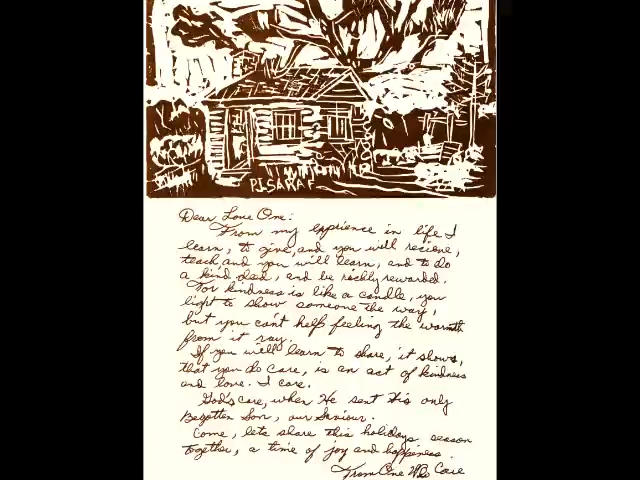 P.I.SARAF
Dear Love One:
From my exprience in life I
learn, to give, and you will recieve,
teach and you will learn, and to do
a kind deed, and be richly rewarded.
For kindness is like a candle, you
light to show someone the way,
but you can't help feeling the warmth
from it ray.
If you will learn to share, it shows,
that you do care, is an act of kindness
and love. I care.
God's care, when He sent His only
Begotten Son, our Saviour.
Come, lets share this holidays season
together, a time of joy and happiness.
From One Who Care